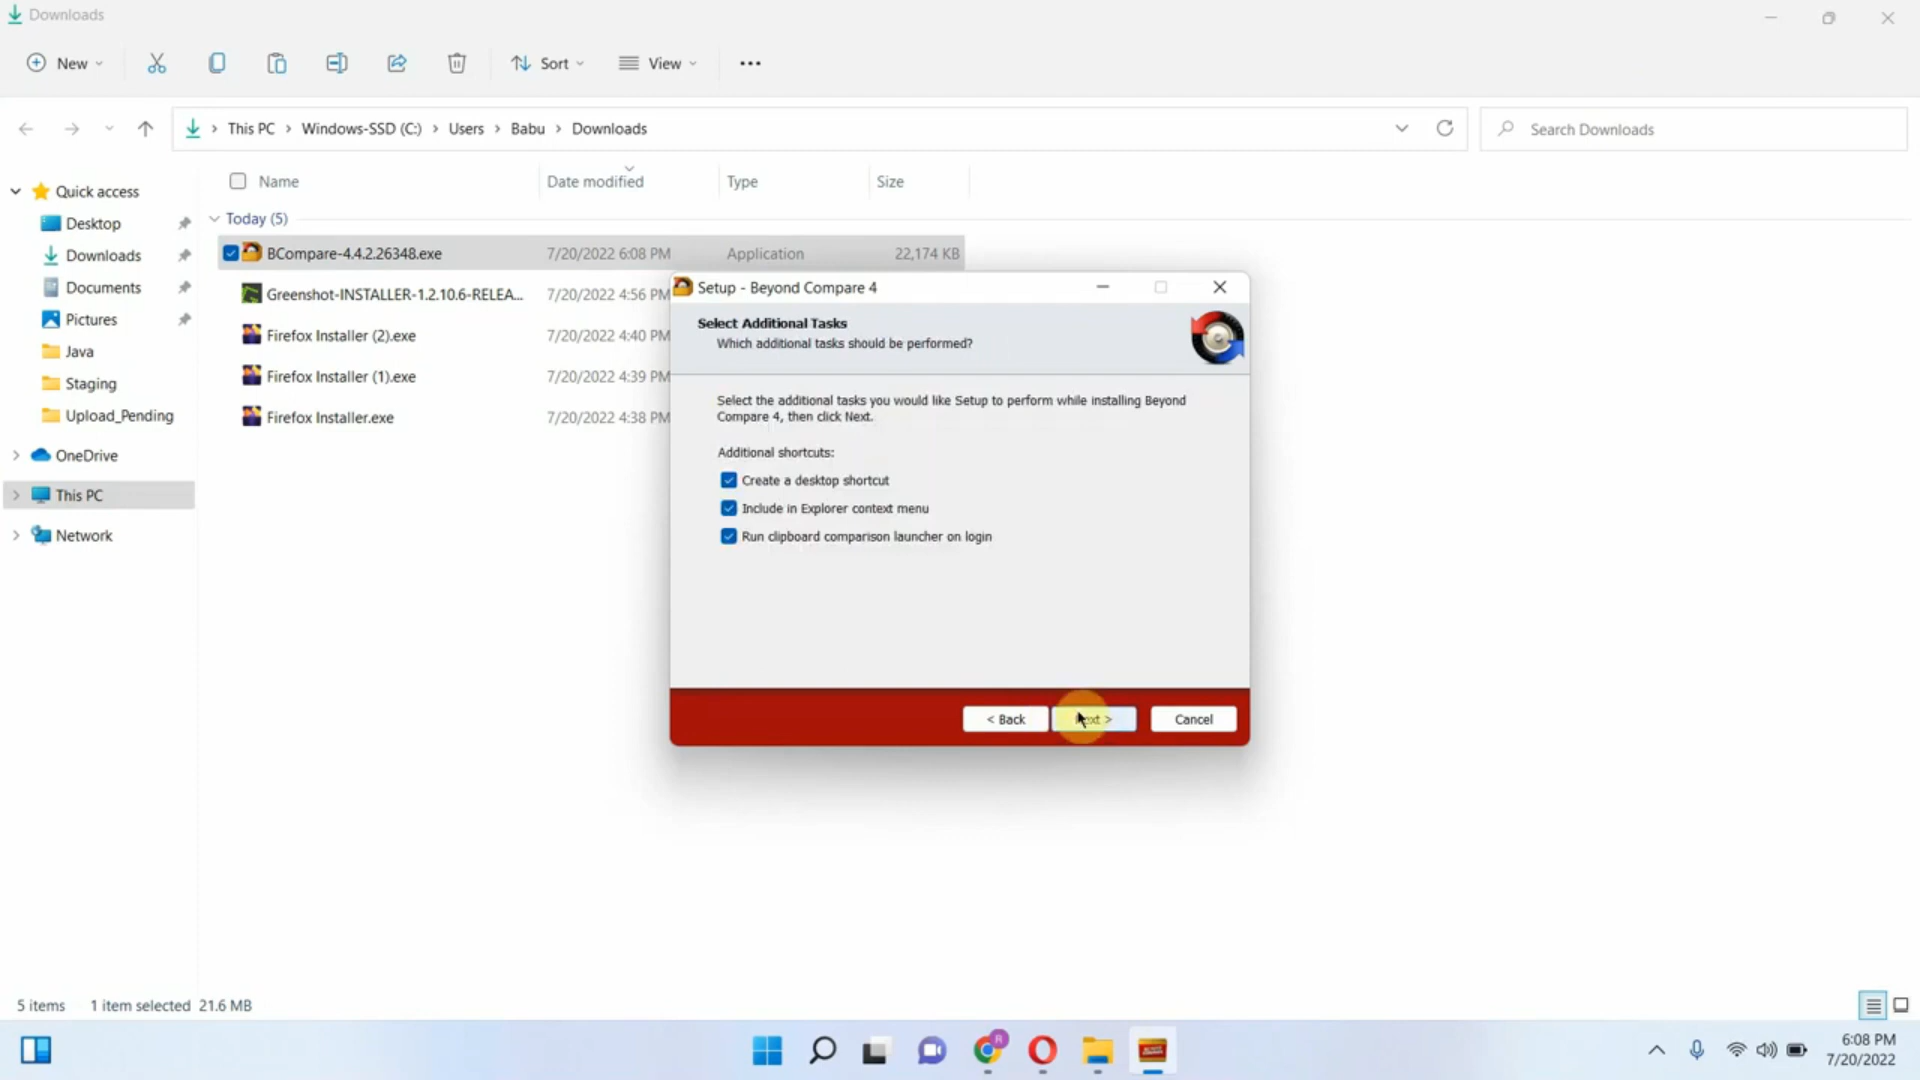 Downloads
New
Sort
View
This PC > Windows-SSD (C:) > Users > Babu > Downloads
Search Downloads
Name
Date modified
Type
Size
Quick access
Desktop
Downloads
Documents
Pictures
Java
Staging
Upload_Pending
OneDrive
This PC
Network
Today (5)
BCompare-4.4.2.26348.exe 7/20/2022 6:08 PM Application 22,174 KB
Greenshot-INSTALLER-1.2.10.6-RELEA... 7/20/2022 4:56 PM
Firefox Installer (2).exe 7/20/2022 4:40 PM
Firefox Installer (1).exe 7/20/2022 4:39 PM
Firefox Installer.exe 7/20/2022 4:38 PM
Setup - Beyond Compare 4
Select Additional Tasks
Which additional tasks should be performed?
Select the additional tasks you would like Setup to perform while installing Beyond
Compare 4, then click Next.
Additional shortcuts:
Create a desktop shortcut
Include in Explorer context menu
Run clipboard comparison launcher on login
< Back
Next >
Cancel
5 items 1 item selected 21.6 MB
R
6:08 PM
7/20/2022